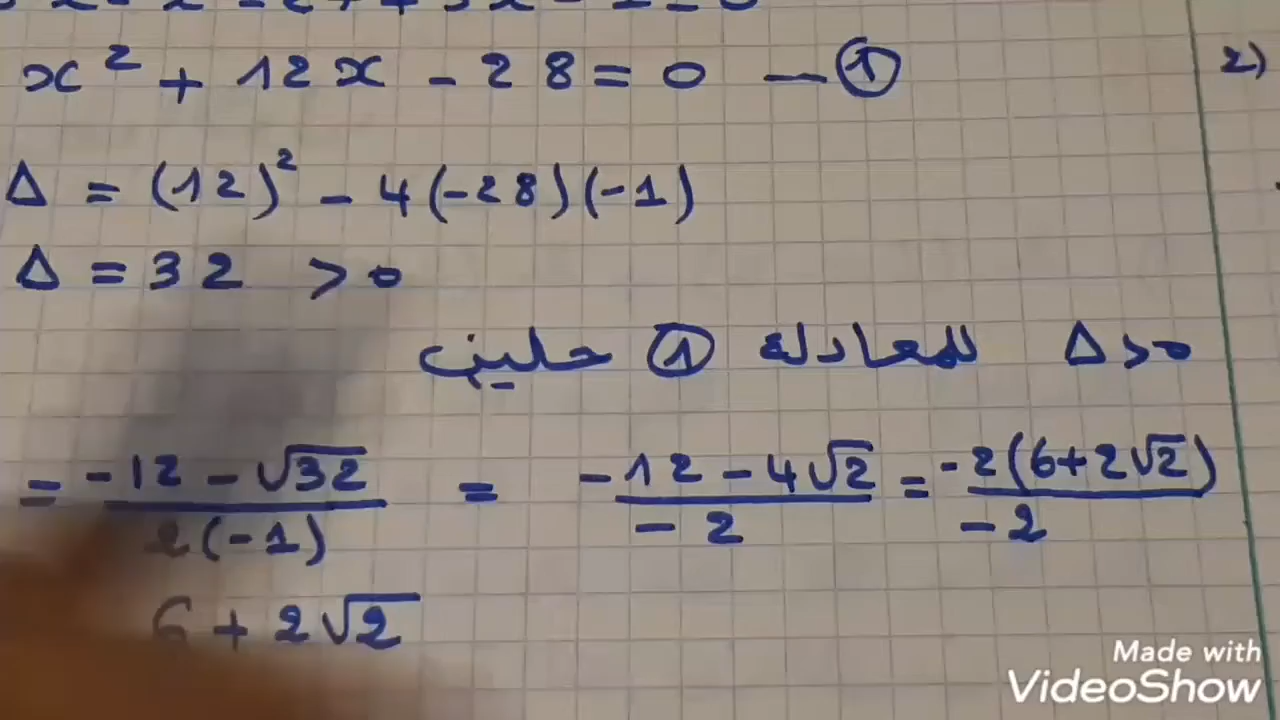 x² + 12x - 28 = 0 — ①
2)
Δ = (12)² - 4(-28)(-1)
Δ = 32 > 0
Δ>0 للمعادلة ① حلين
= (-12 - √32)/(2(-1)) = (-12 - 4√2)/(-2) = (-2(6+2√2))/(-2)
6 + 2√2
Made with
VideoShow